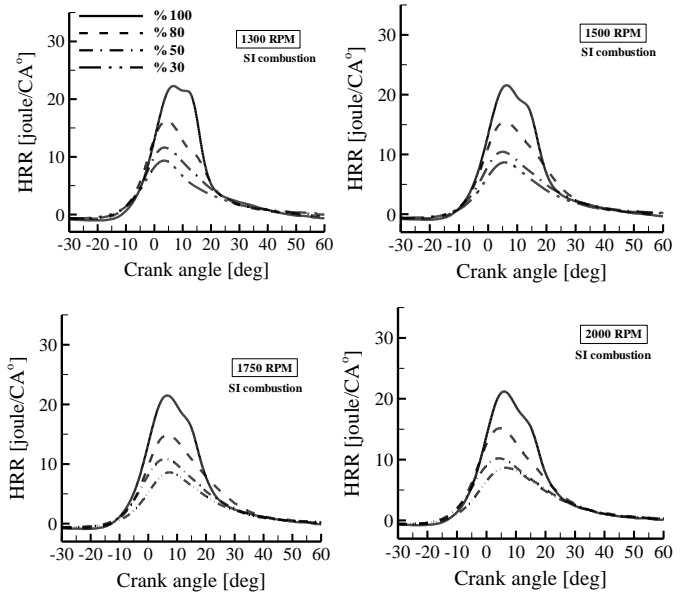 %100
%80
%50
%30
1300 RPM
SI combustion
HRR [joule/CA°]
30
20
10
0
-30 -20 -10 0 10 20 30 40 50 60
Crank angle [deg]
1500 RPM
SI combustion
HRR [joule/CA°]
30
20
10
0
-30 -20 -10 0 10 20 30 40 50 60
Crank angle [deg]
1750 RPM
SI combustion
HRR [joule/CA°]
30
20
10
0
-30 -20 -10 0 10 20 30 40 50 60
Crank angle [deg]
2000 RPM
SI combustion
HRR [joule/CA°]
30
20
10
0
-30 -20 -10 0 10 20 30 40 50 60
Crank angle [deg]